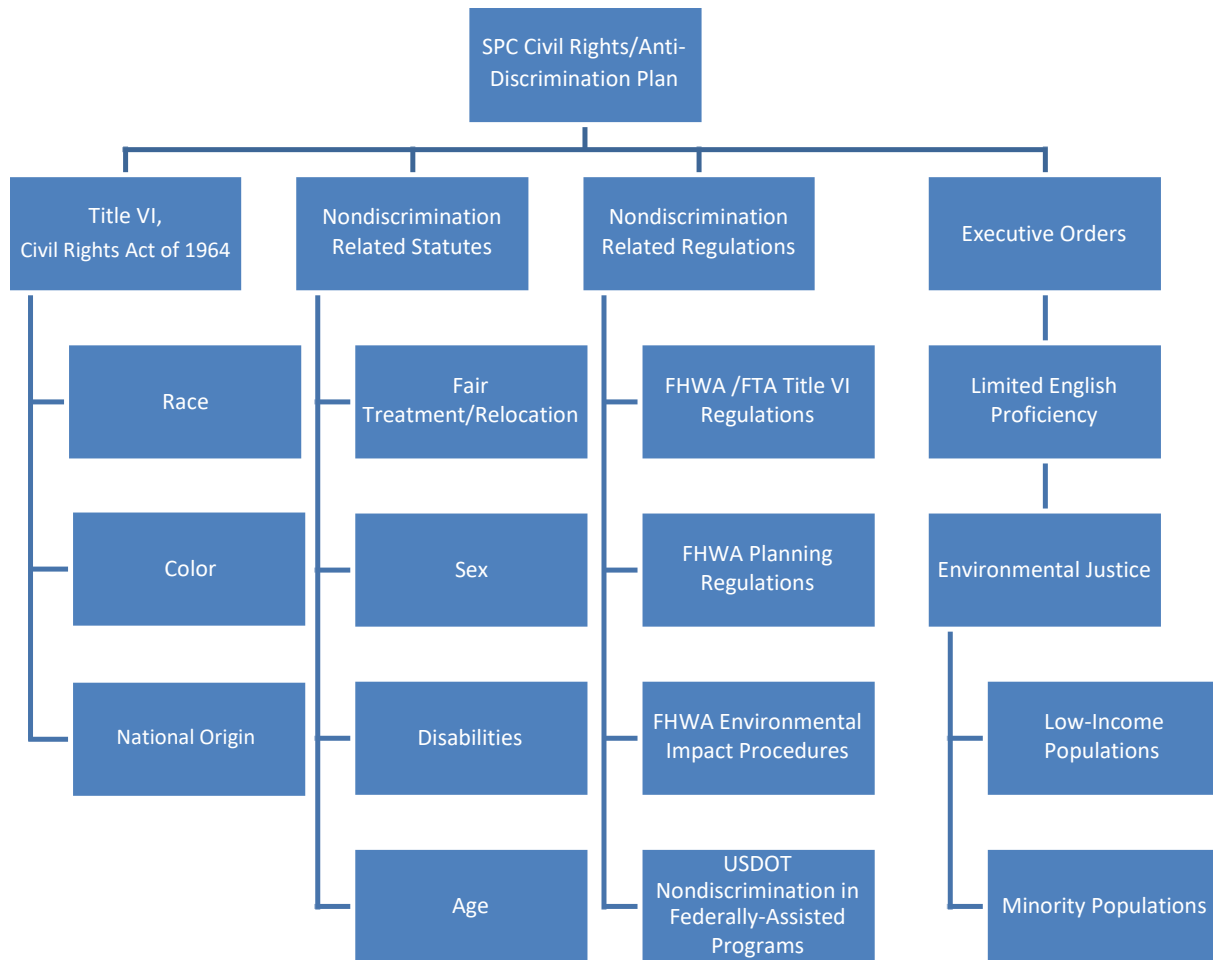 SPC Civil Rights/Anti-
Discrimination Plan
Title VI,
Civil Rights Act of 1964
Race
Color
National Origin
Nondiscrimination
Related Statutes
Fair
Treatment/Relocation
Sex
Disabilities
Age
Nondiscrimination
Related Regulations
FHWA /FTA Title VI
Regulations
FHWA Planning
Regulations
FHWA Environmental
Impact Procedures
USDOT
Nondiscrimination in
Federally-Assisted
Programs
Executive Orders
Limited English
Proficiency
Environmental Justice
Low-Income
Populations
Minority Populations